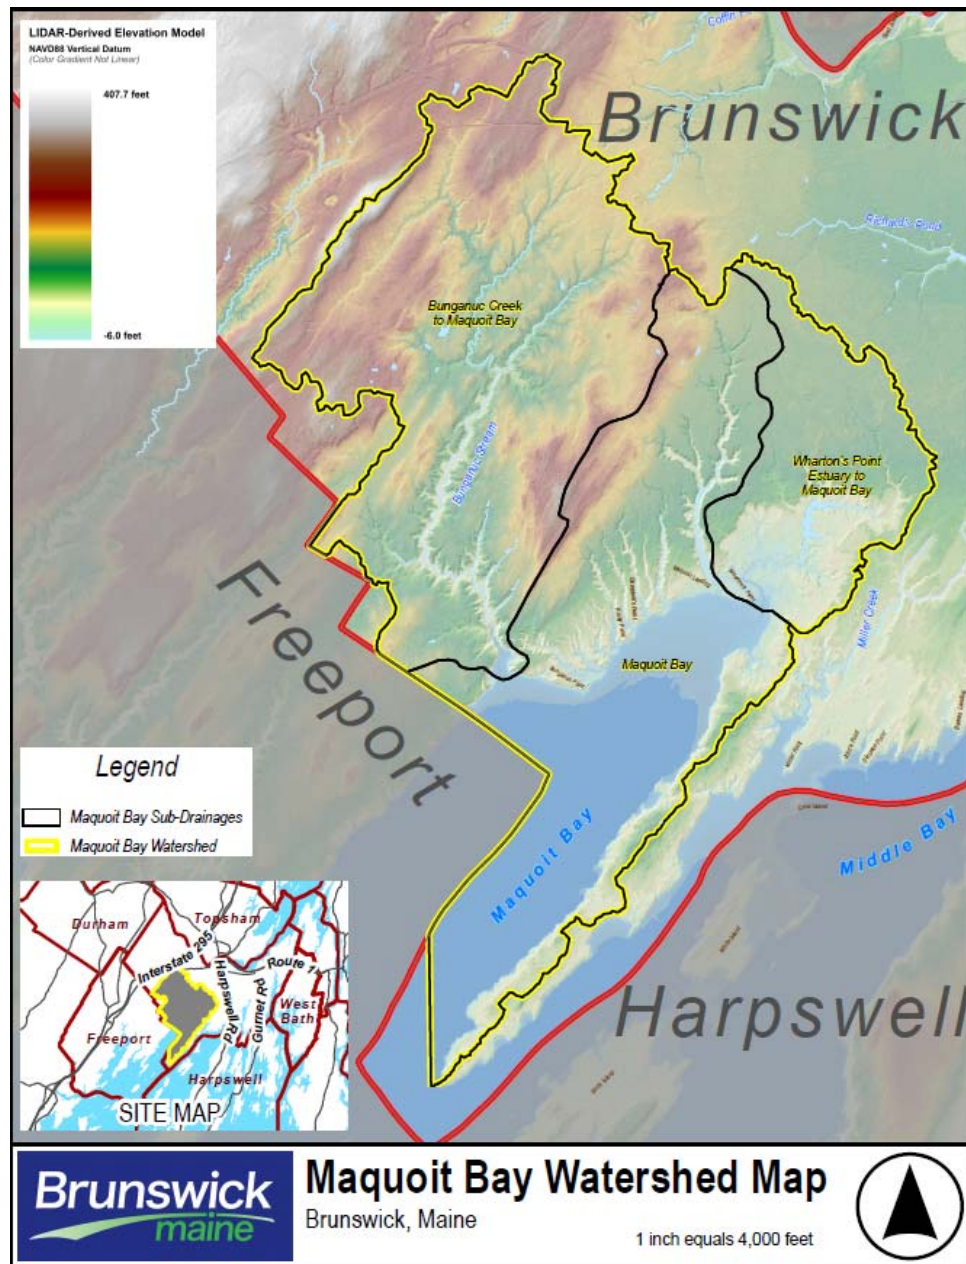 LIDAR-Derived Elevation Model
NAVD88 Vertical Datum
(Color Gradient Not Linear)
407.7 feet
-6.0 feet
Brunswick
Richard's Pond
Bunganuc Creek
to Maquoit Bay
Bunganuc Stream
Wharton's Point
Estuary to
Maquoit Bay
Miller Creek
Freeport
Maquoit Bay
Maquoit Bay
Middle Bay
Harpswell
Legend
Maquoit Bay Sub-Drainages
Maquoit Bay Watershed
Durham
Topsham
Interstate 295
Route 1
Harpswell Rd
Gurnet Rd
West
Bath
Freeport
Harpswell
SITE MAP
Brunswick
maine
Maquoit Bay Watershed Map
Brunswick, Maine
1 inch equals 4,000 feet